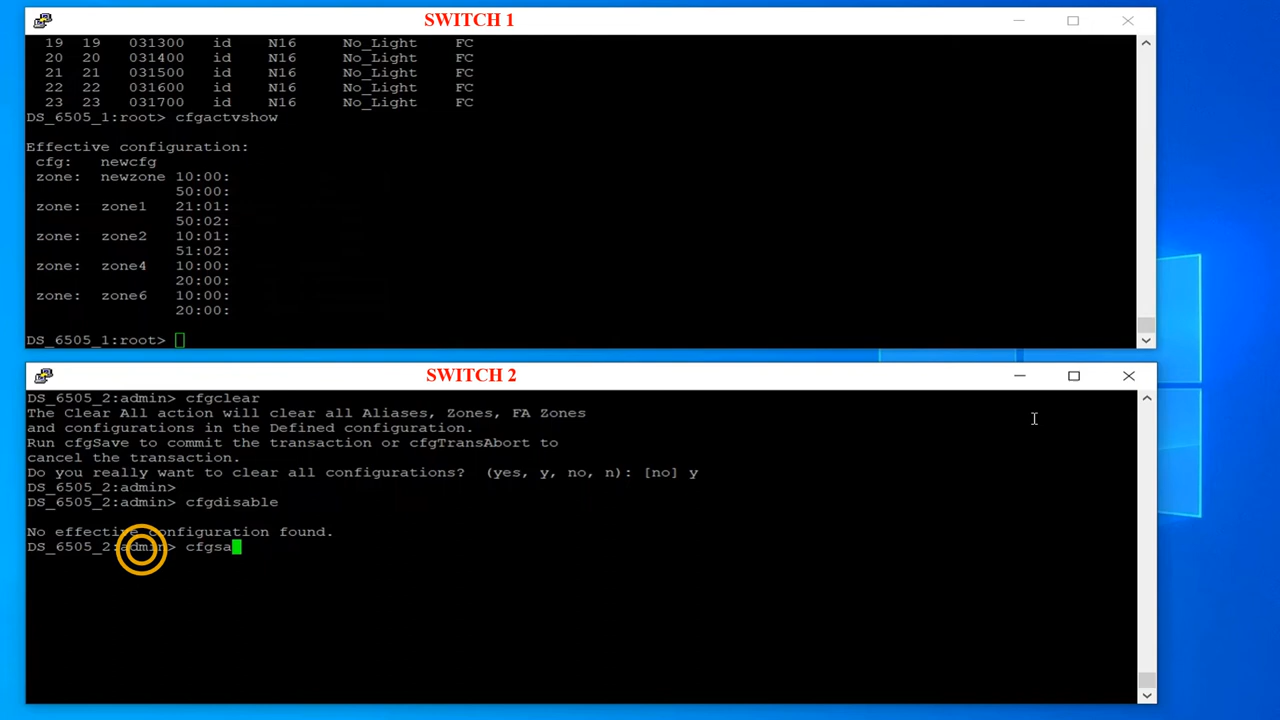 SWITCH 1
19 19 031300 id N16 No_Light FC
20 20 031400 id N16 No_Light FC
21 21 031500 id N16 No_Light FC
22 22 031600 id N16 No_Light FC
23 23 031700 id N16 No_Light FC
DS_6505_1:root> cfgactvshow
Effective configuration:
cfg: newcfg
zone: newzone 10:00:
50:00:
zone: zone1 21:01:
50:02:
zone: zone2 10:01:
51:02:
zone: zone4 10:00:
20:00:
zone: zone6 10:00:
20:00:
DS_6505_1:root>
SWITCH 2
DS_6505_2:admin> cfgclear
The Clear All action will clear all Aliases, Zones, FA Zones
and configurations in the Defined configuration.
Run cfgSave to commit the transaction or cfgTransAbort to
cancel the transaction.
Do you really want to clear all configurations? (yes, y, no, n): [no] y
DS_6505_2:admin>
DS_6505_2:admin> cfgdisable
No effective configuration found.
DS_6505_2:admin> cfgsa